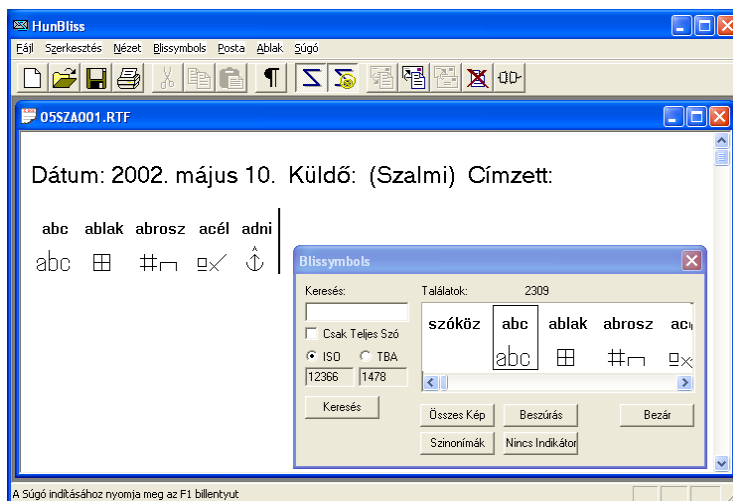 HunBliss
Fájl Szerkesztés Nézet Blissymbols Posta Ablak Súgó
05SZA001.RTF
Dátum: 2002. május 10. Küldő: (Szalmi) Címzett:
abc ablak abrosz acél adni
abc
Blissymbols
Keresés:
Találatok: 2309
Csak Teljes Szó
ISO TBA
12366 1478
Keresés
szóköz abc ablak abrosz
abc
Összes Kép Beszúrás Bezár
Szinonímák Nincs Indikátor
A Súgó indításához nyomja meg az F1 billentyut